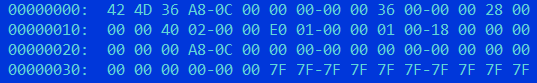 00000000: 42 4D 36 A8-0C 00 00 00-00 00 36 00-00 00 28 00
00000010: 00 00 40 02-00 00 E0 01-00 00 01 00-18 00 00 00
00000020: 00 00 00 A8-0C 00 00 00-00 00 00 00-00 00 00 00
00000030: 00 00 00 00-00 00 7F 7F-7F 7F 7F 7F-7F 7F 7F 7F